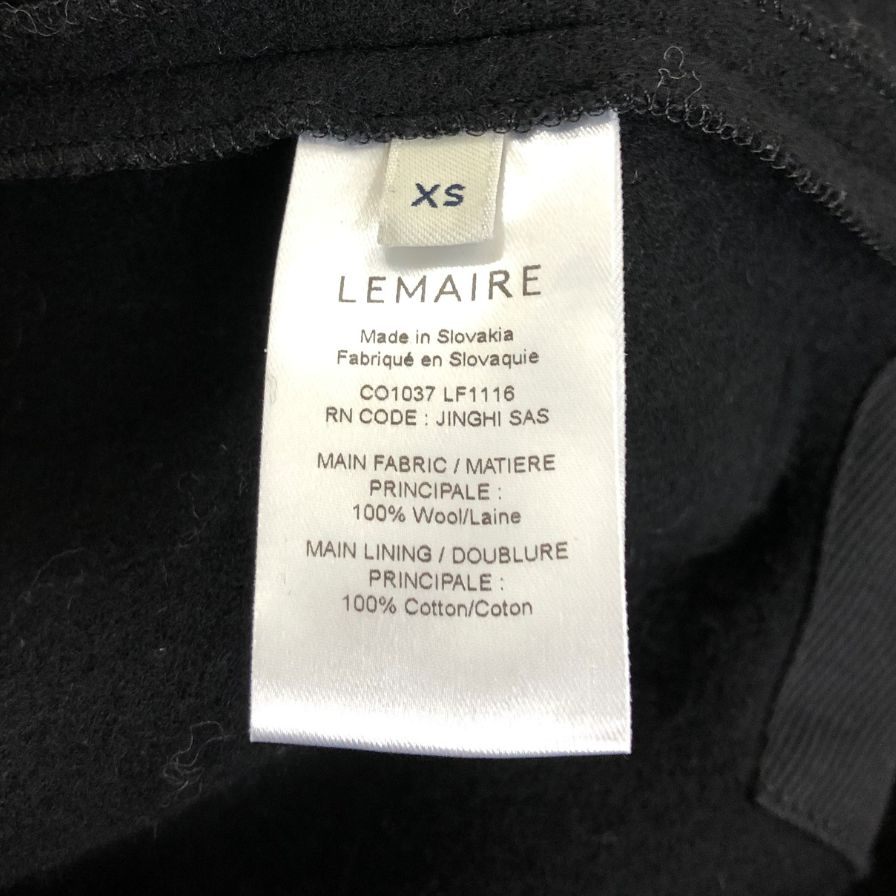 XS
LEMAIRE
Made in Slovakia
Fabriqué en Slovaquie
CO1037 LF1116
RN CODE : JINGHI SAS
MAIN FABRIC / MATIERE
PRINCIPALE :
100% Wool/Laine
MAIN LINING / DOUBLURE
PRINCIPALE :
100% Cotton/Coton